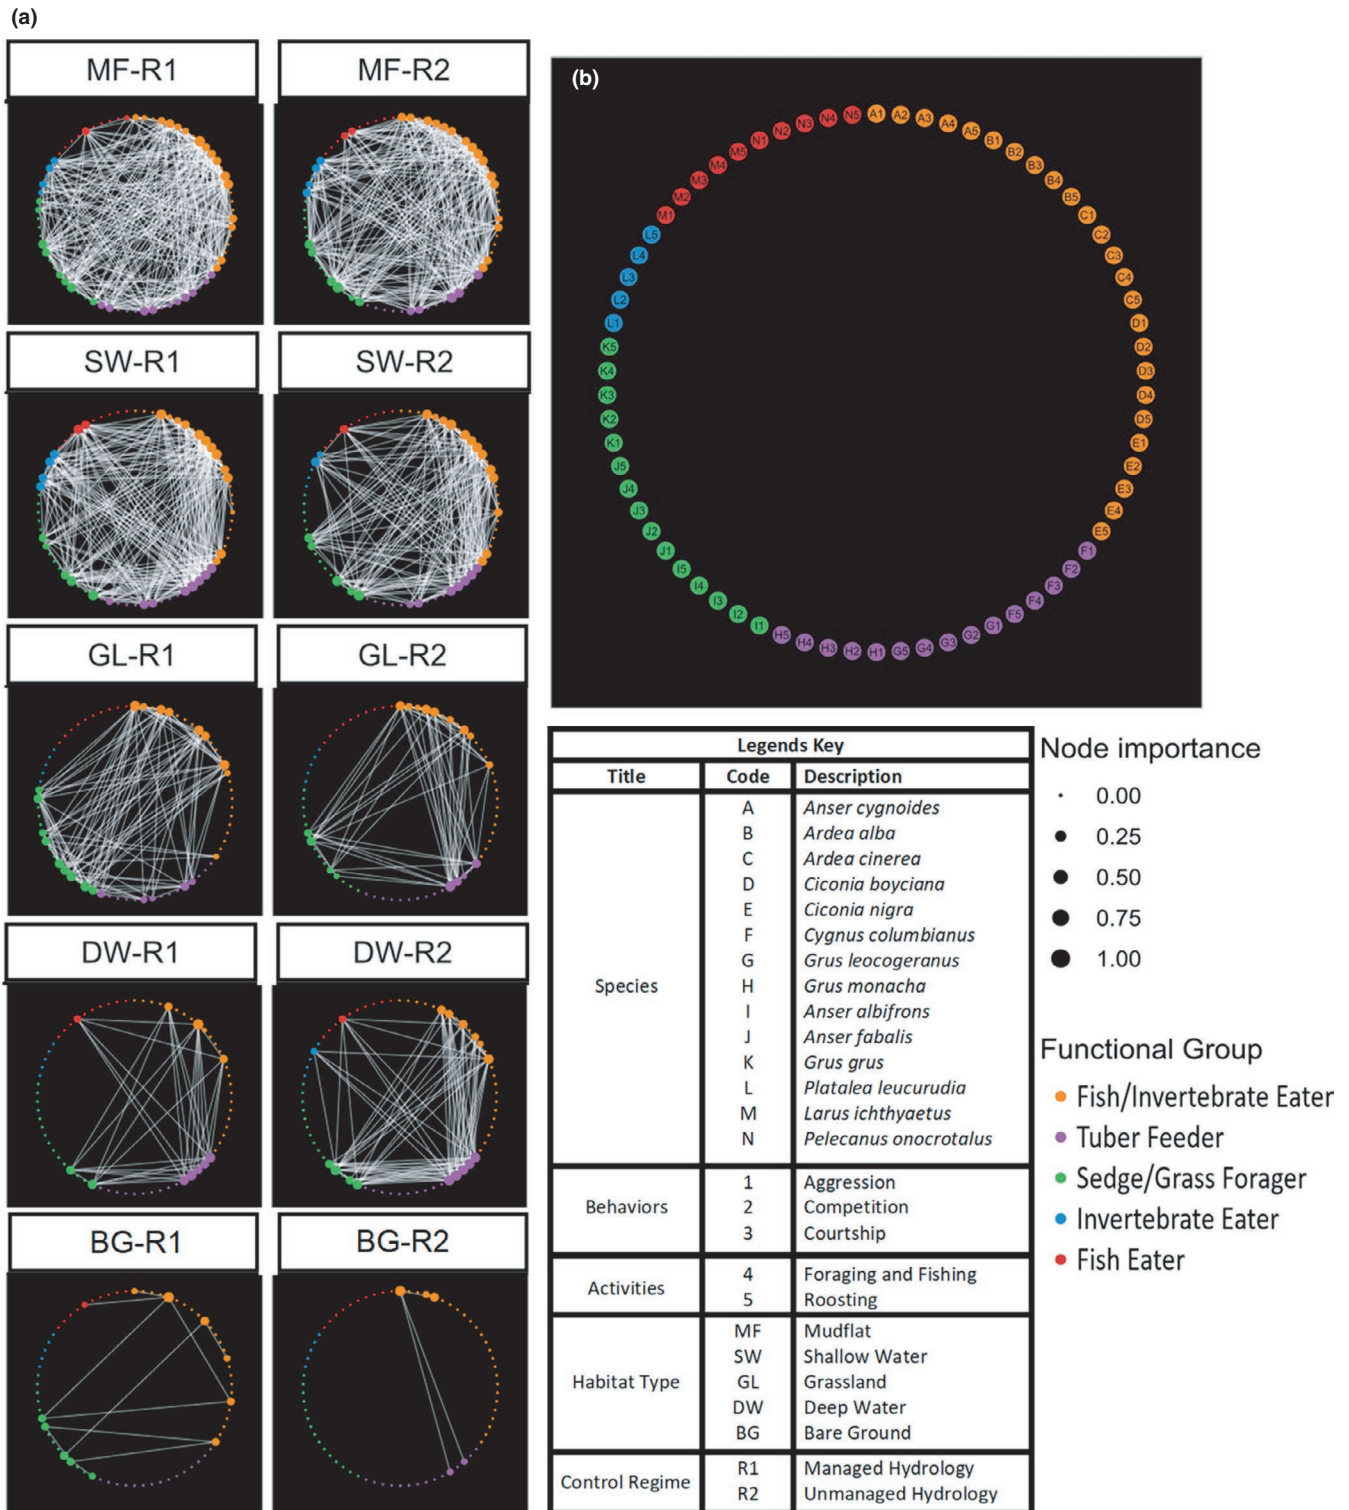 (a)
MF-R1
MF-R2
SW-R1
SW-R2
GL-R1
GL-R2
DW-R1
DW-R2
BG-R1
BG-R2
(b)
A1
A2
A3
A4
A5
B1
B2
B3
B4
B5
C1
C2
C3
C4
C5
D1
D2
D3
D4
D5
E1
E2
E3
E4
E5
F1
F2
F3
F4
F5
G1
G2
G3
G4
G5
H1
H2
H3
H4
H5
I1
I2
I3
I4
I5
J1
J2
J3
J4
J5
K1
K2
K3
K4
K5
L1
L2
L3
L4
L5
M1
M2
M3
M4
M5
N1
N2
N3
N4
N5
Legends Key
Title Code Description
Species
A Anser cygnoides
B Ardea alba
C Ardea cinerea
D Ciconia boyciana
E Ciconia nigra
F Cygnus columbianus
G Grus leocogeranus
H Grus monacha
I Anser albifrons
J Anser fabalis
K Grus grus
L Platalea leucurudia
M Larus ichthyaetus
N Pelecanus onocrotalus
Behaviors
1 Aggression
2 Competition
3 Courtship
Activities
4 Foraging and Fishing
5 Roosting
Habitat Type
MF Mudflat
SW Shallow Water
GL Grassland
DW Deep Water
BG Bare Ground
Control Regime
R1 Managed Hydrology
R2 Unmanaged Hydrology
Node importance
0.00
0.25
0.50
0.75
1.00
Functional Group
Fish/Invertebrate Eater
Tuber Feeder
Sedge/Grass Forager
Invertebrate Eater
Fish Eater